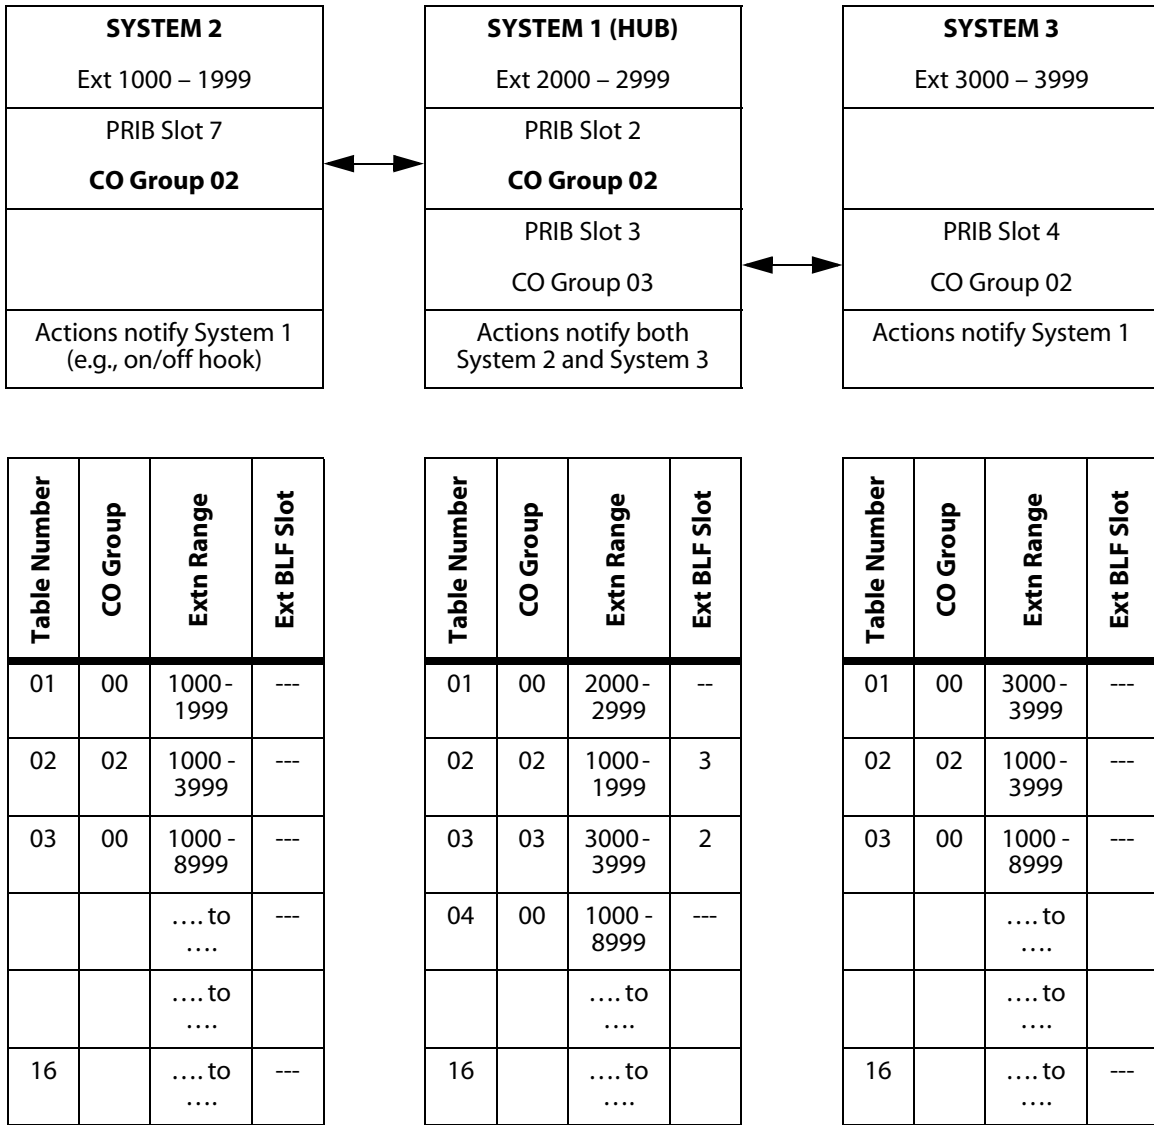 SYSTEM 2
Ext 1000 – 1999
PRIB Slot 7
CO Group 02
Actions notify System 1
(e.g., on/off hook)
SYSTEM 1 (HUB)
Ext 2000 – 2999
PRIB Slot 2
CO Group 02
PRIB Slot 3
CO Group 03
Actions notify both
System 2 and System 3
SYSTEM 3
Ext 3000 – 3999
PRIB Slot 4
CO Group 02
Actions notify System 1
Table Number
CO Group
Extn Range
Ext BLF Slot
01 00 1000- ---
1999
02 02 1000 - ---
3999
03 00 1000 - ---
8999
…. to ---
….
…. to
….
16 …. to ---
….
Table Number
CO Group
Extn Range
Ext BLF Slot
01 00 2000- --
2999
02 02 1000- 3
1999
03 03 3000- 2
3999
04 00 1000 - ---
8999
…. to
….
16 …. to
….
Table Number
CO Group
Extn Range
Ext BLF Slot
01 00 3000- ---
3999
02 02 1000- ---
3999
03 00 1000 - ---
8999
…. to
….
…. to
….
16 …. to ---
….